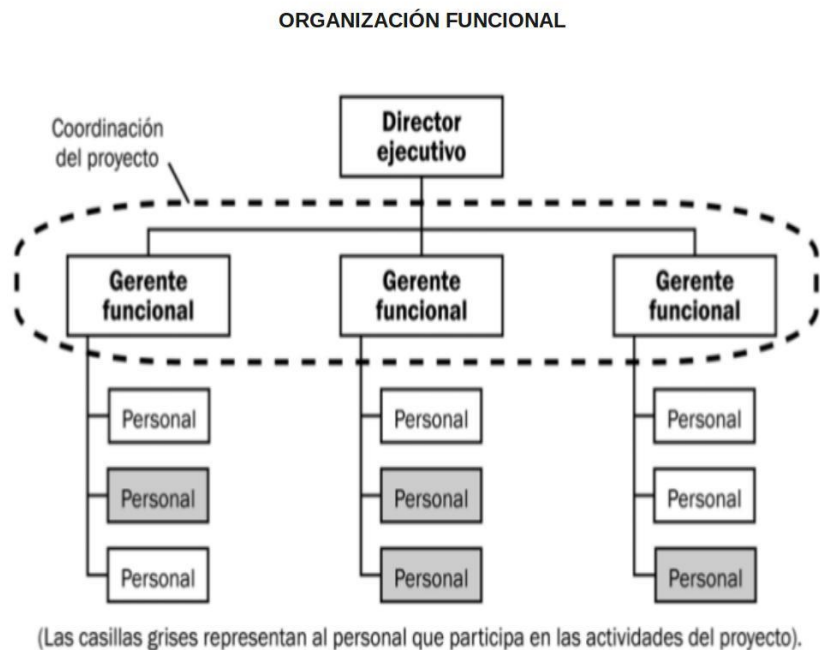 ORGANIZACIÓN FUNCIONAL
Coordinación
del proyecto
Director
ejecutivo
Gerente
funcional
Gerente
funcional
Gerente
funcional
Personal
Personal
Personal
Personal
Personal
Personal
Personal
Personal
Personal
(Las casillas grises representan al personal que participa en las actividades del proyecto).